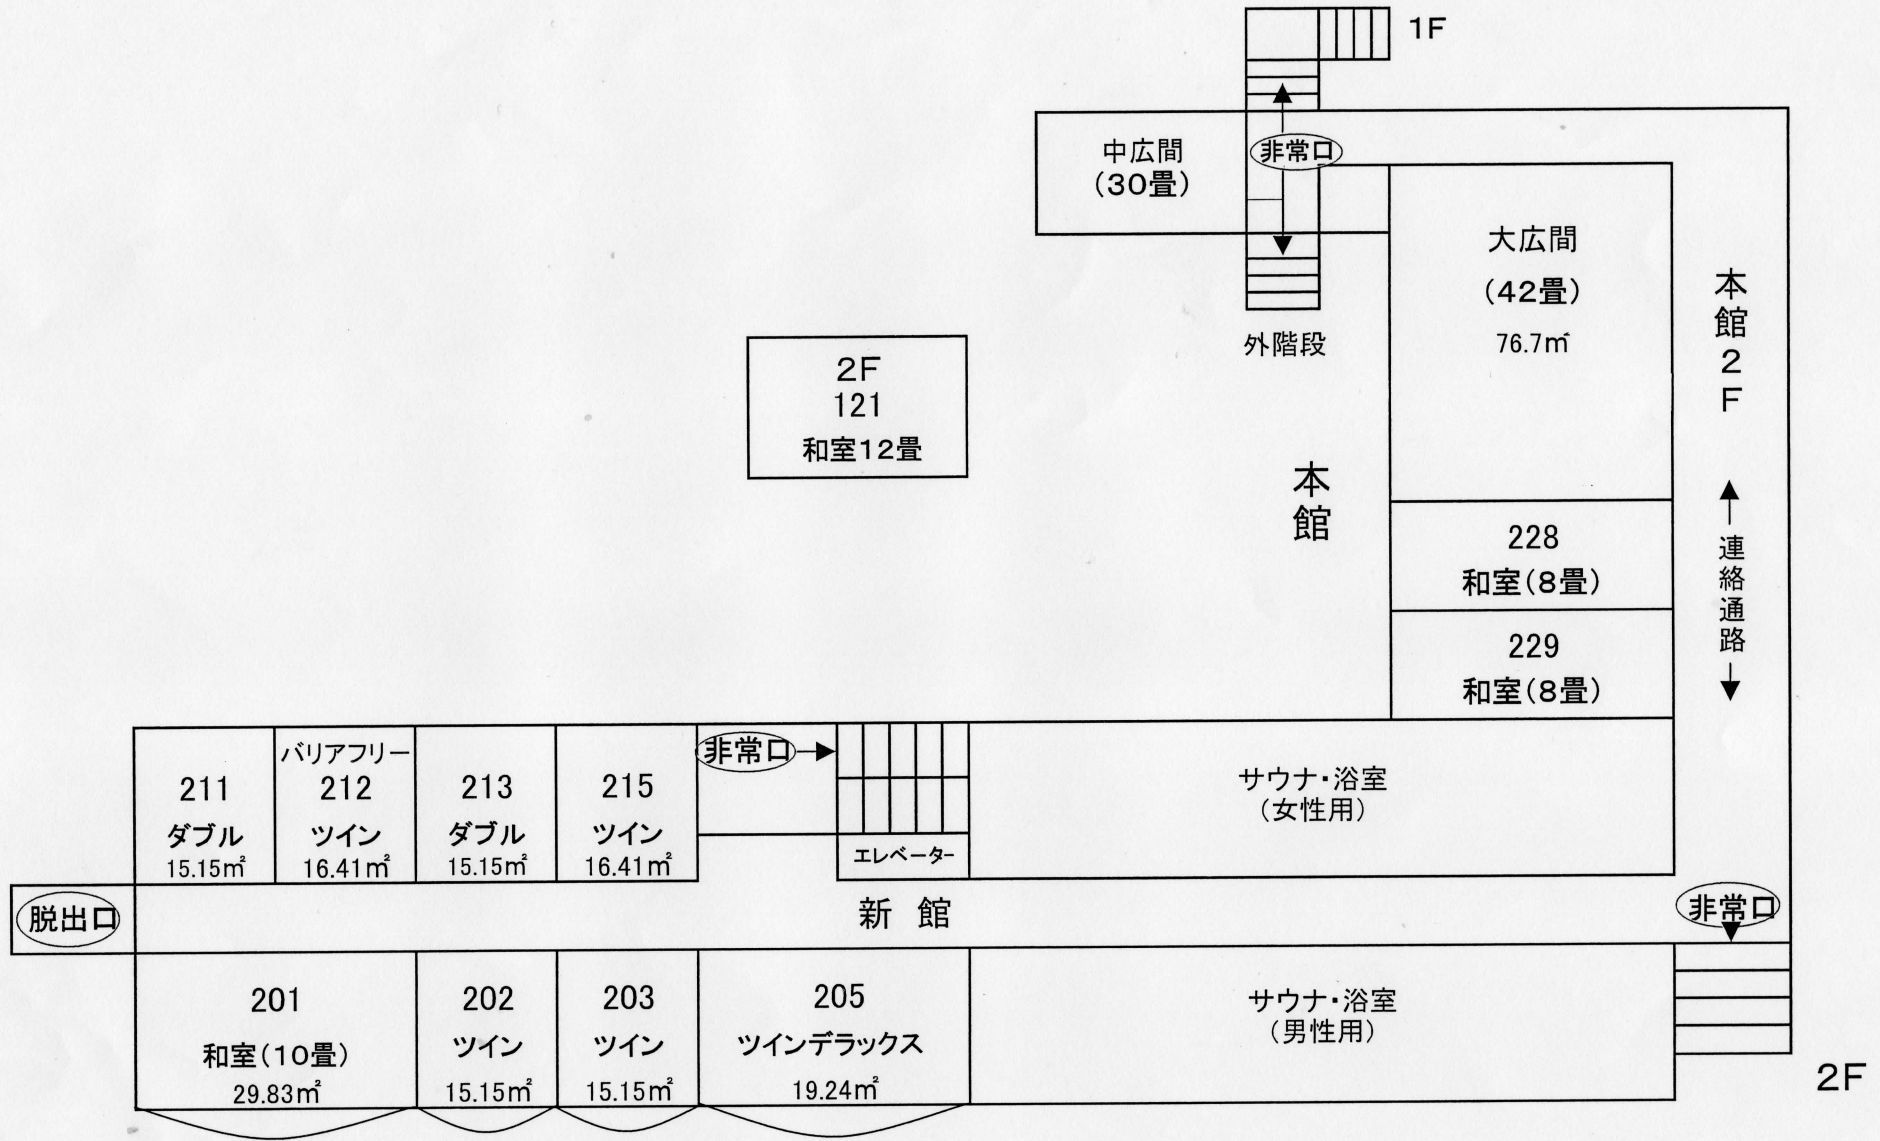 1F
中広間
(30畳)
非常口
大広間
(42畳)
76.7㎡
外階段
本館2F
2F
121
和室12畳
本館
連絡通路
228
和室(8畳)
229
和室(8畳)
211
ダブル
15.15㎡
バリアフリー
212
ツイン
16.41㎡
213
ダブル
15.15㎡
215
ツイン
16.41㎡
非常口
エレベーター
サウナ・浴室
(女性用)
脱出口
新館
非常口
201
和室(10畳)
29.83㎡
202
ツイン
15.15㎡
203
ツイン
15.15㎡
205
ツインデラックス
19.24㎡
サウナ・浴室
(男性用)
2F